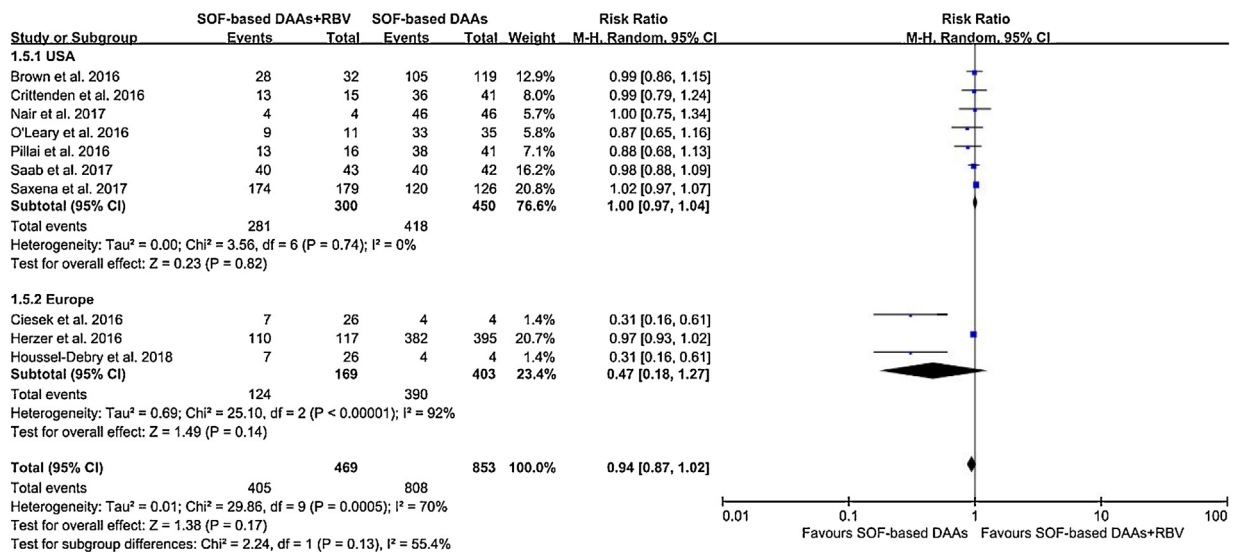 SOF-based DAAs+RBV SOF-based DAAs Risk Ratio Risk Ratio
Study or Subgroup Events Total Events Total Weight M-H, Random, 95% CI M-H, Random, 95% CI
1.5.1 USA
Brown et al. 2016 28 32 105 119 12.9% 0.99 [0.86, 1.15]
Crittenden et al. 2016 13 15 36 41 8.0% 0.99 [0.79, 1.24]
Nair et al. 2017 4 4 46 46 5.7% 1.00 [0.75, 1.34]
O'Leary et al. 2016 9 11 33 35 5.8% 0.87 [0.65, 1.16]
Pillai et al. 2016 13 16 38 41 7.1% 0.88 [0.68, 1.13]
Saab et al. 2017 40 43 40 42 16.2% 0.98 [0.88, 1.09]
Saxena et al. 2017 174 179 120 126 20.8% 1.02 [0.97, 1.07]
Subtotal (95% CI) 300 450 76.6% 1.00 [0.97, 1.04]
Total events 281 418
Heterogeneity: Tau² = 0.00; Chi² = 3.56, df = 6 (P = 0.74); I² = 0%
Test for overall effect: Z = 0.23 (P = 0.82)
1.5.2 Europe
Ciesek et al. 2016 7 26 4 4 1.4% 0.31 [0.16, 0.61]
Herzer et al. 2016 110 117 382 395 20.7% 0.97 [0.93, 1.02]
Houssel-Debry et al. 2018 7 26 4 4 1.4% 0.31 [0.16, 0.61]
Subtotal (95% CI) 169 403 23.4% 0.47 [0.18, 1.27]
Total events 124 390
Heterogeneity: Tau² = 0.69; Chi² = 25.10, df = 2 (P < 0.00001); I² = 92%
Test for overall effect: Z = 1.49 (P = 0.14)
Total (95% CI) 469 853 100.0% 0.94 [0.87, 1.02]
Total events 405 808
Heterogeneity: Tau² = 0.01; Chi² = 29.86, df = 9 (P = 0.0005); I² = 70%
Test for overall effect: Z = 1.38 (P = 0.17)
Test for subgroup differences: Chi² = 2.24, df = 1 (P = 0.13), I² = 55.4%
0.01 0.1 1 10 100
Favours SOF-based DAAs Favours SOF-based DAAs+RBV